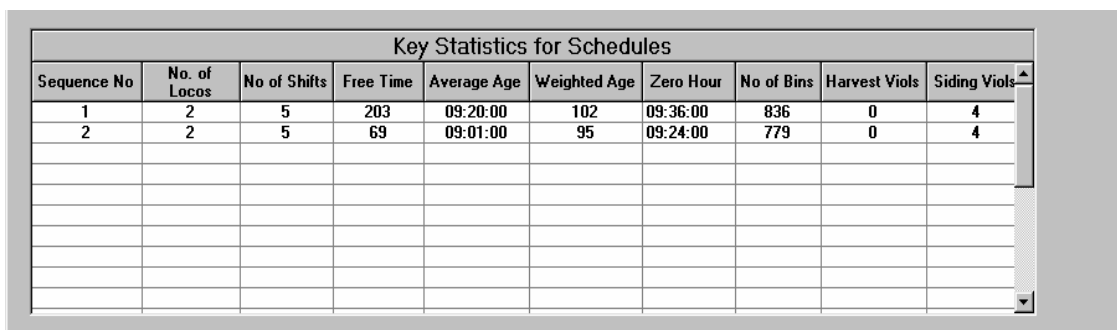 Key Statistics for Schedules
Sequence No No. of Locos No of Shifts Free Time Average Age Weighted Age Zero Hour No of Bins Harvest Viols Siding Viols
1 2 5 203 09:20:00 102 09:36:00 836 0 4
2 2 5 69 09:01:00 95 09:24:00 779 0 4